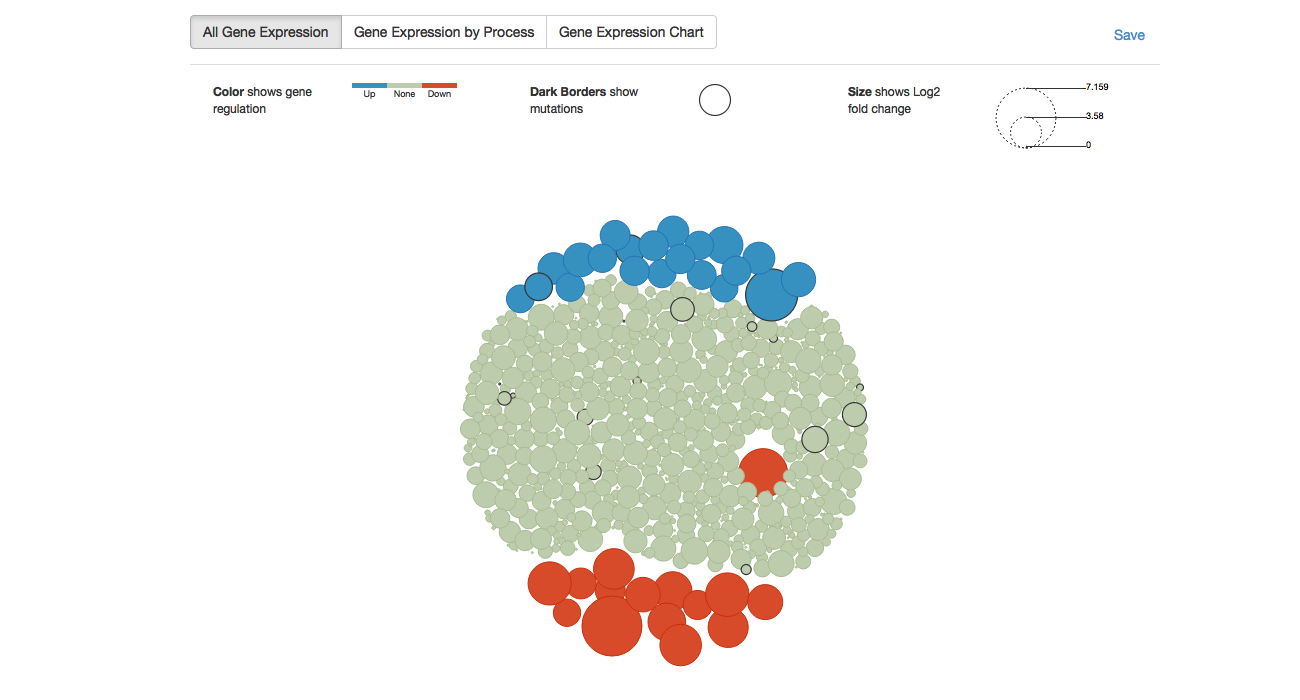 All Gene Expression
Gene Expression by Process
Gene Expression Chart
Save
Color shows gene
regulation
Up
None
Down
Dark Borders show
mutations
Size shows Log2
fold change
7.159
3.58
0